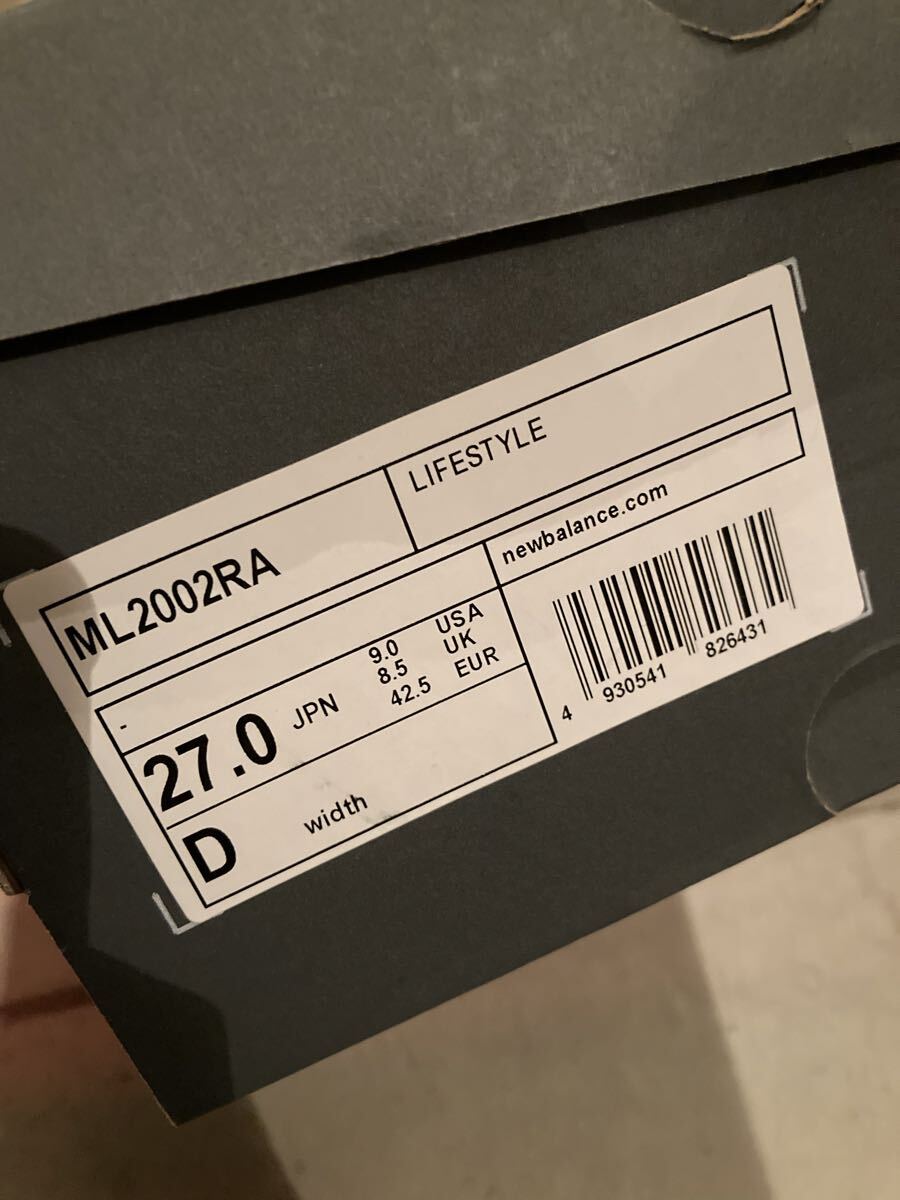 ML2002RA
LIFESTYLE
-
newbalance.com
27.0 JPN
9.0 USA
8.5 UK
42.5 EUR
D width
4 930541 826431